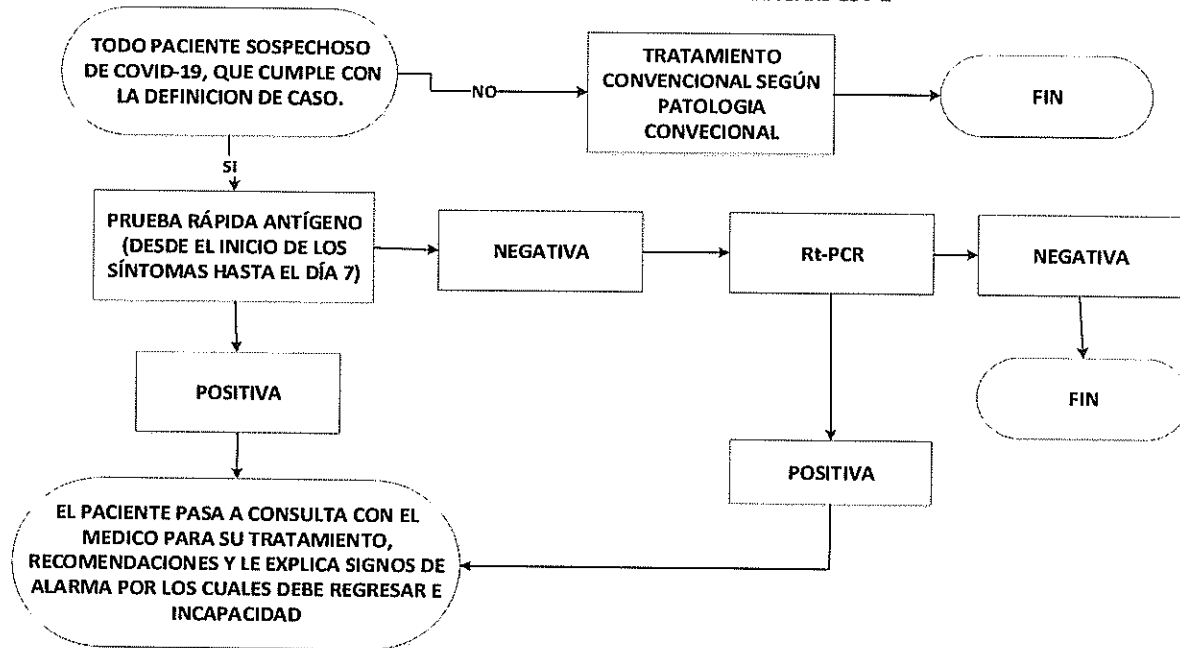 TODO PACIENTE SOSPECHOSO
DE COVID-19, QUE CUMPLE CON
LA DEFINICION DE CASO.
NO
TRATAMIENTO
CONVENCIONAL SEGÚN
PATOLOGIA
CONVECIONAL
FIN
SI
PRUEBA RÁPIDA ANTÍGENO
(DESDE EL INICIO DE LOS
SÍNTOMAS HASTA EL DÍA 7)
NEGATIVA
Rt-PCR
NEGATIVA
POSITIVA
FIN
POSITIVA
EL PACIENTE PASA A CONSULTA CON EL
MEDICO PARA SU TRATAMIENTO,
RECOMENDACIONES Y LE EXPLICA SIGNOS DE
ALARMA POR LOS CUALES DEBE REGRESAR E
INCAPACIDAD